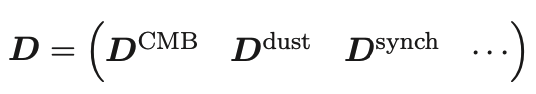 D = (D^CMB D^dust D^synch ⋯)